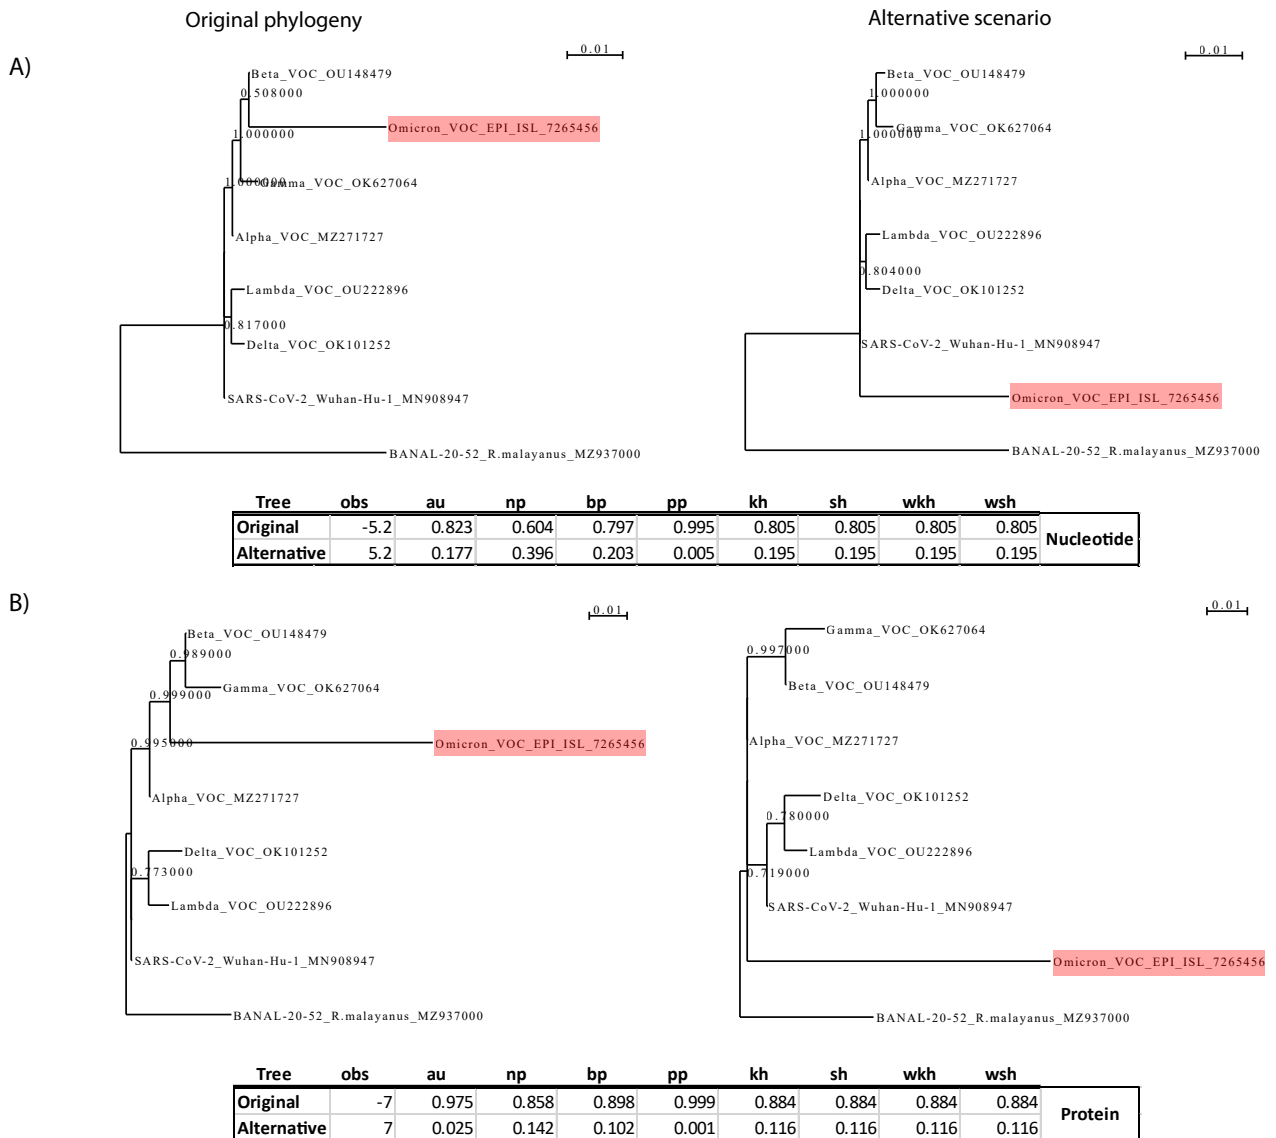 Original phylogeny
Alternative scenario
A)
0.01
0.01
Beta_VOC_OU148479
0.508000
Omicron_VOC_EPI_ISL_7265456
1.000000
1.000000
Gamma_VOC_OK627064
Alpha_VOC_MZ271727
Lambda_VOC_OU222896
0.817000
Delta_VOC_OK101252
SARS-CoV-2_Wuhan-Hu-1_MN908947
BANAL-20-52_R.malayanus_MZ937000
Beta_VOC_OU148479
1.000000
Gamma_VOC_OK627064
1.000000
Alpha_VOC_MZ271727
Lambda_VOC_OU222896
0.804000
Delta_VOC_OK101252
SARS-CoV-2_Wuhan-Hu-1_MN908947
Omicron_VOC_EPI_ISL_7265456
BANAL-20-52_R.malayanus_MZ937000
Tree obs au np bp pp kh sh wkh wsh
Original -5.2 0.823 0.604 0.797 0.995 0.805 0.805 0.805 0.805
Alternative 5.2 0.177 0.396 0.203 0.005 0.195 0.195 0.195 0.195
Nucleotide
B)
0.01
0.01
Beta_VOC_OU148479
0.989000
Gamma_VOC_OK627064
0.999000
Omicron_VOC_EPI_ISL_7265456
0.995000
Alpha_VOC_MZ271727
Delta_VOC_OK101252
0.773000
Lambda_VOC_OU222896
SARS-CoV-2_Wuhan-Hu-1_MN908947
BANAL-20-52_R.malayanus_MZ937000
Gamma_VOC_OK627064
0.997000
Beta_VOC_OU148479
Alpha_VOC_MZ271727
Delta_VOC_OK101252
0.780000
Lambda_VOC_OU222896
0.719000
SARS-CoV-2_Wuhan-Hu-1_MN908947
Omicron_VOC_EPI_ISL_7265456
BANAL-20-52_R.malayanus_MZ937000
Tree obs au np bp pp kh sh wkh wsh
Original -7 0.975 0.858 0.898 0.999 0.884 0.884 0.884 0.884
Alternative 7 0.025 0.142 0.102 0.001 0.116 0.116 0.116 0.116
Protein